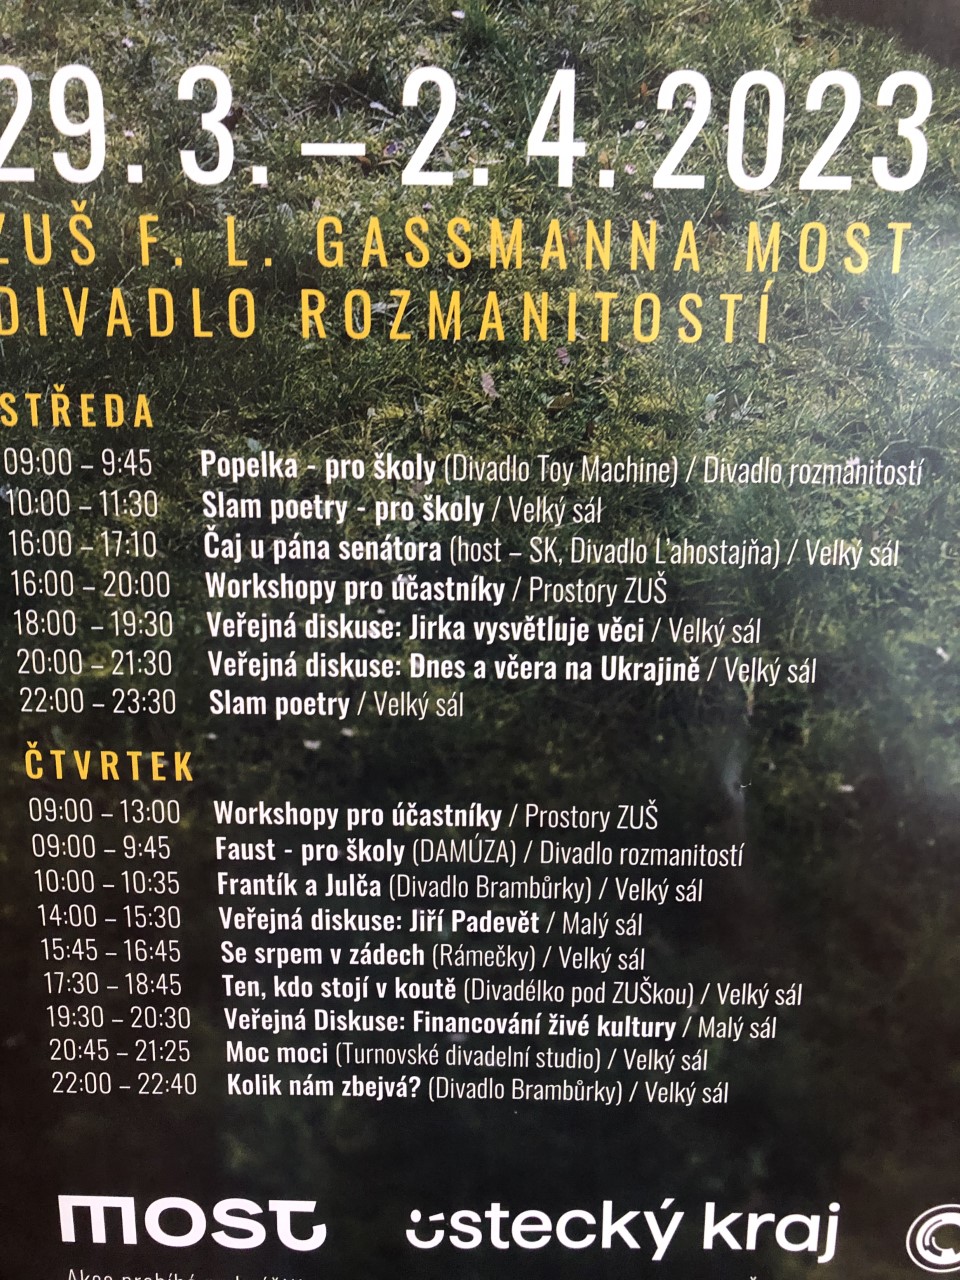 29. 3. – 2. 4. 2023
ZUŠ F. L. GASSMANNA MOST
DIVADLO ROZMANITOSTÍ
STŘEDA
09:00 – 9:45 Popelka - pro školy (Divadlo Toy Machine) / Divadlo rozmanitostí
10:00 – 11:30 Slam poetry - pro školy / Velký sál
16:00 – 17:10 Čaj u pána senátora (host – SK, Divadlo Ľahostajňa) / Velký sál
16:00 – 20:00 Workshopy pro účastníky / Prostory ZUŠ
18:00 – 19:30 Veřejná diskuse: Jirka vysvětluje věci / Velký sál
20:00 – 21:30 Veřejná diskuse: Dnes a včera na Ukrajině / Velký sál
22:00 – 23:30 Slam poetry / Velký sál
ČTVRTEK
09:00 – 13:00 Workshopy pro účastníky / Prostory ZUŠ
09:00 – 9:45 Faust - pro školy (DAMÚZA) / Divadlo rozmanitostí
10:00 – 10:35 Frantík a Julča (Divadlo Brambůrky) / Velký sál
14:00 – 15:30 Veřejná diskuse: Jiří Padevět / Malý sál
15:45 – 16:45 Se srpem v zádech (Rámečky) / Velký sál
17:30 – 18:45 Ten, kdo stojí v koutě (Divadélko pod ZUŠkou) / Velký sál
19:30 – 20:30 Veřejná Diskuse: Financování živé kultury / Malý sál
20:45 – 21:25 Moc moci (Turnovské divadelní studio) / Velký sál
22:00 – 22:40 Kolik nám zbejvá? (Divadlo Brambůrky) / Velký sál
most ústecký kraj